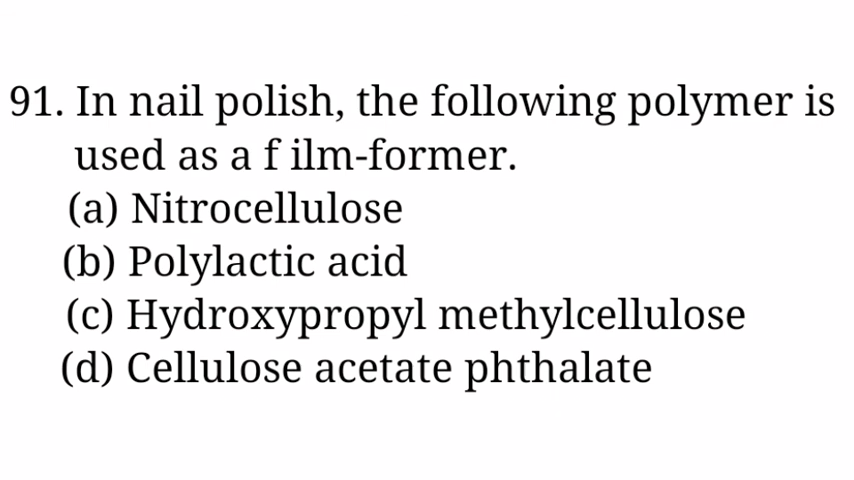 91. In nail polish, the following polymer is
used as a f ilm-former.
(a) Nitrocellulose
(b) Polylactic acid
(c) Hydroxypropyl methylcellulose
(d) Cellulose acetate phthalate